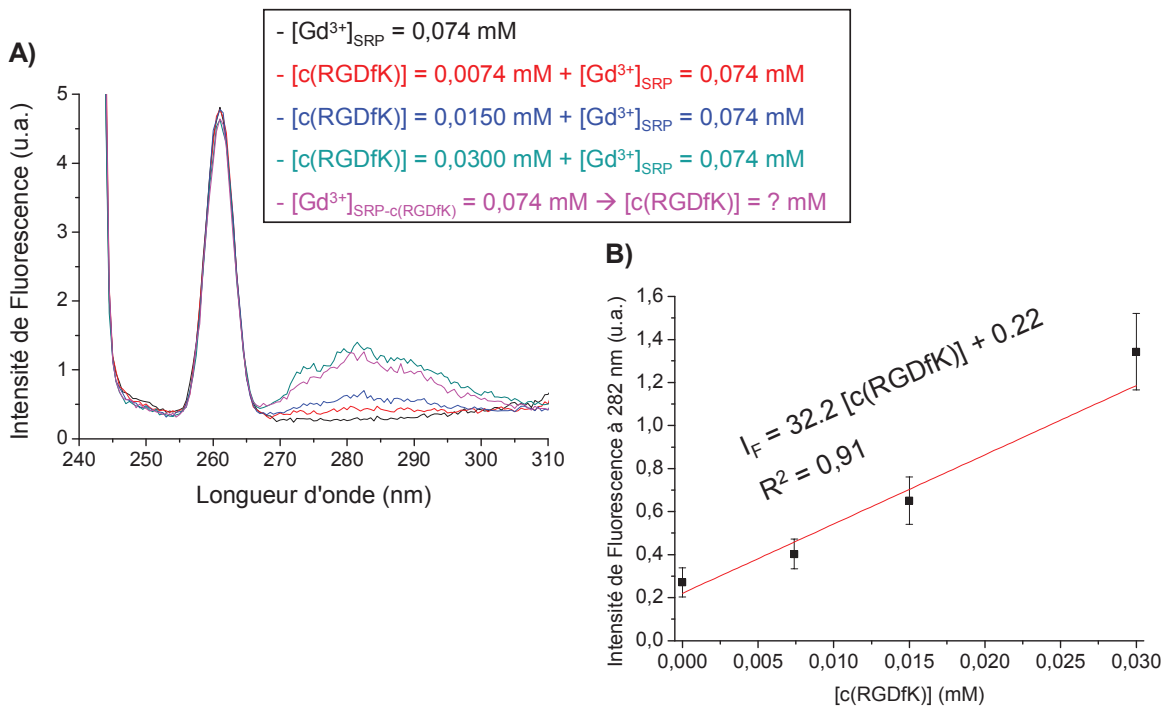 - [Gd³⁺]SRP = 0,074 mM
- [c(RGDfK)] = 0,0074 mM + [Gd³⁺]SRP = 0,074 mM
- [c(RGDfK)] = 0,0150 mM + [Gd³⁺]SRP = 0,074 mM
- [c(RGDfK)] = 0,0300 mM + [Gd³⁺]SRP = 0,074 mM
- [Gd³⁺]SRP-c(RGDfK) = 0,074 mM → [c(RGDfK)] = ? mM
A)
Intensité de Fluorescence (u.a.)
5
4
3
2
1
0
240 250 260 270 280 290 300 310
Longueur d'onde (nm)
B)
Intensité de Fluorescence à 282 mm (u.a.)
1,6
1,4
1,2
1,0
0,8
0,6
0,4
0,2
0,0
I_F = 32.2 [c(RGDfK)] + 0.22
R² = 0,91
0,000 0,005 0,010 0,015 0,020 0,025 0,030
[c(RGDfK)] (mM)